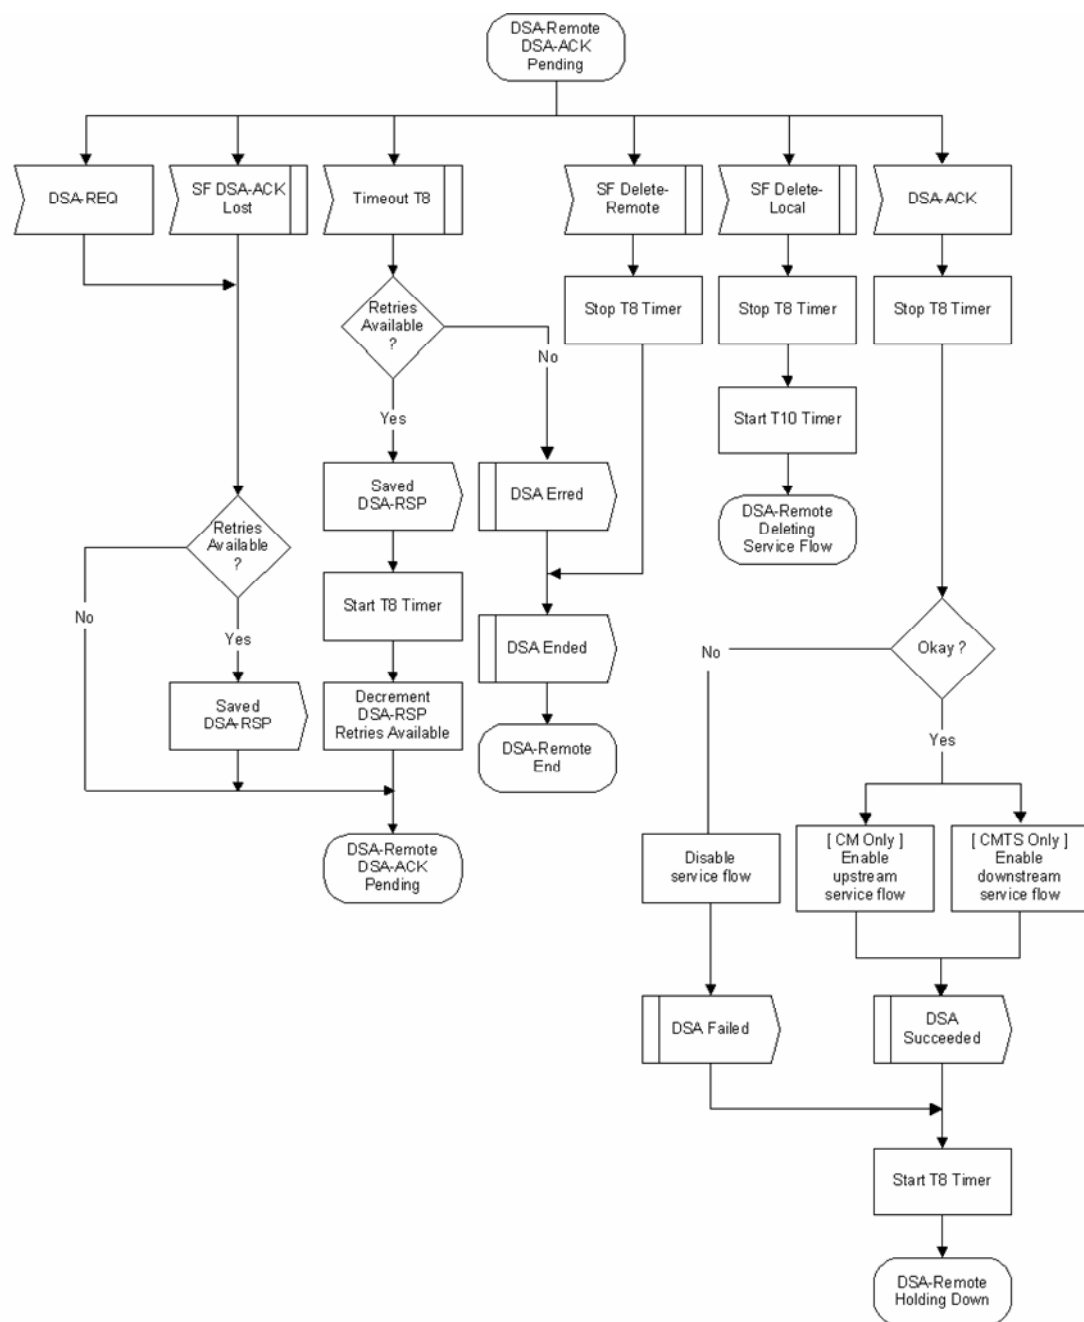 DSA-Remote
DSA-ACK
Pending
DSA-REQ
SF DSA-ACK
Lost
Timeout T8
SF Delete-
Remote
SF Delete-
Local
DSA-ACK
Retries
Available
?
No
Yes
Stop T8 Timer
Stop T8 Timer
Stop T8 Timer
Start T10 Timer
Saved
DSA-RSP
DSA Erred
DSA-Remote
Deleting
Service Flow
Retries
Available
?
No
Yes
Start T8 Timer
DSA Ended
Okay ?
No
Yes
Saved
DSA-RSP
Decrement
DSA-RSP
Retries Available
DSA-Remote
End
DSA-Remote
DSA-ACK
Pending
Disable
service flow
[ CM Only ]
Enable
upstream
service flow
[ CMTS Only ]
Enable
downstream
service flow
DSA Failed
DSA
Succeeded
Start T8 Timer
DSA-Remote
Holding Down